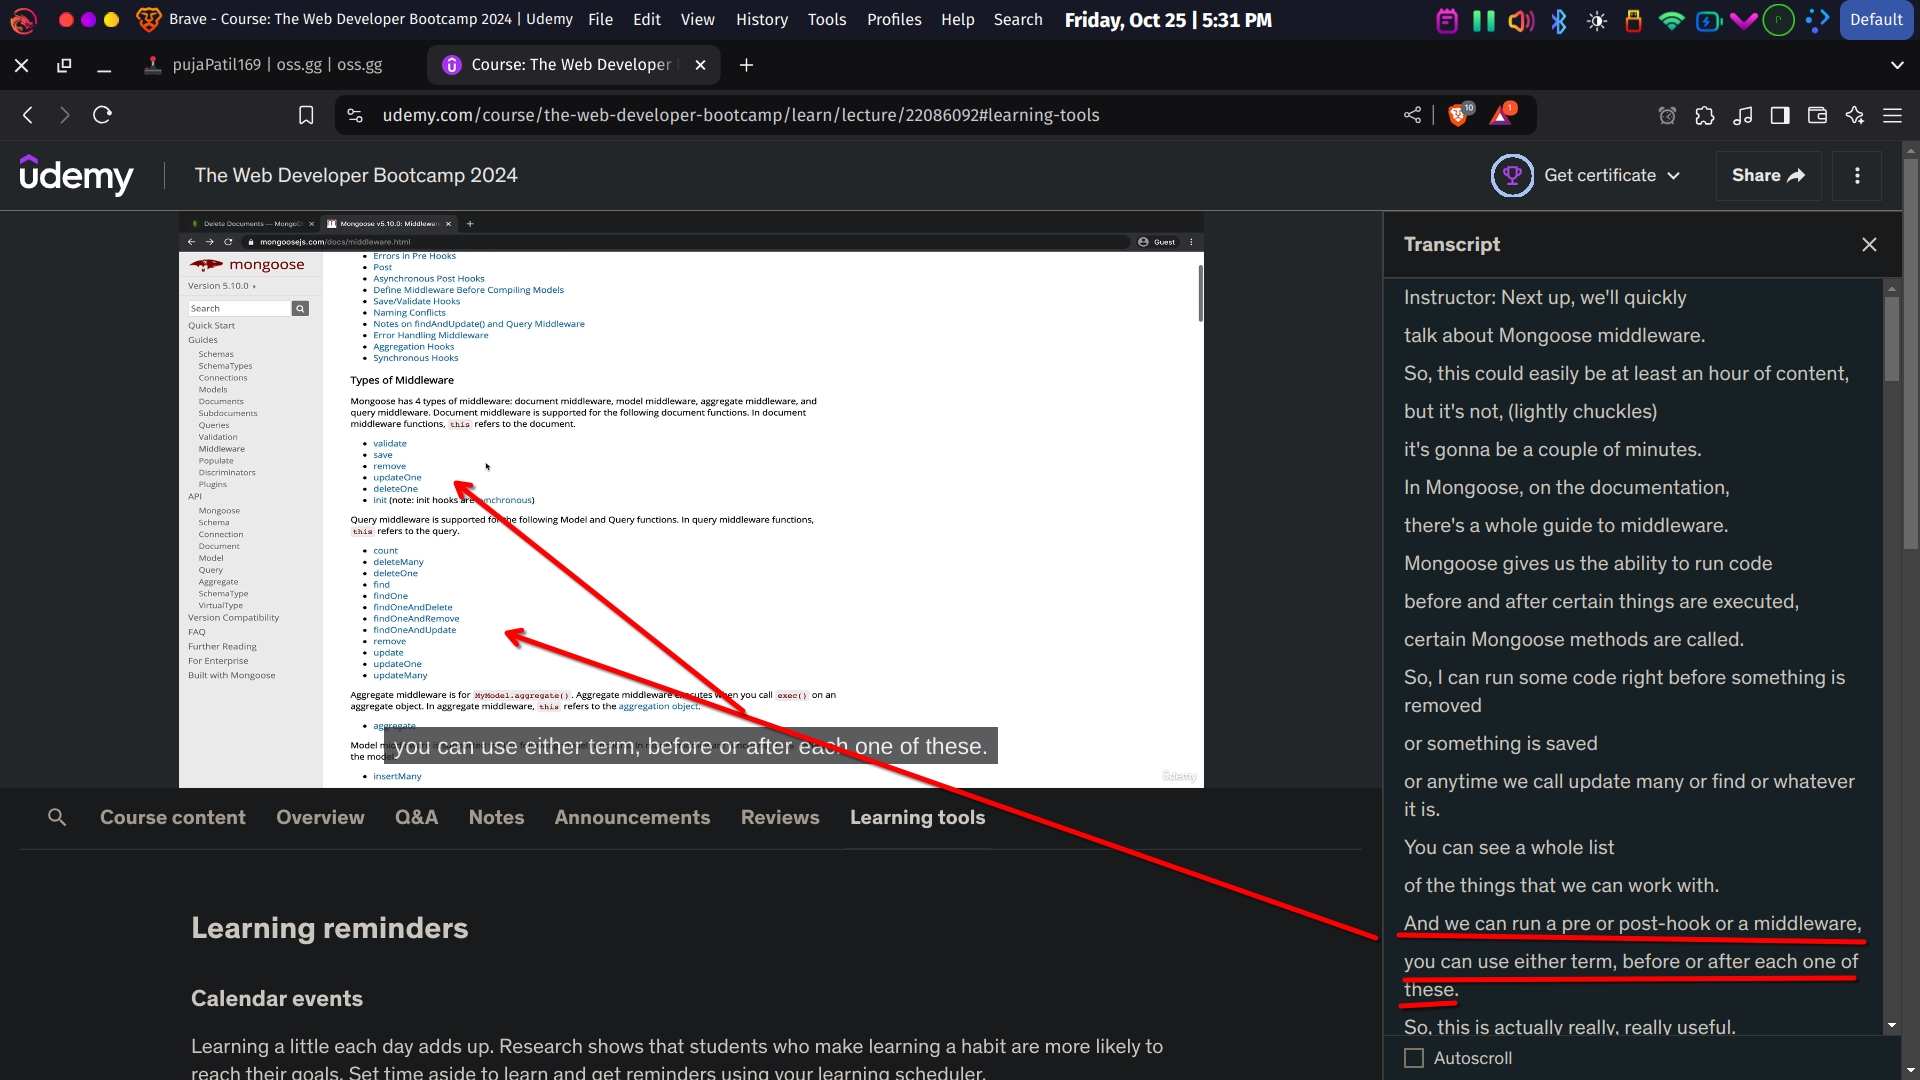 Brave - Course: The Web Developer Bootcamp 2024 | Udemy File Edit View History Tools Profiles Help Search Friday, Oct 25 | 5:31 PM Default
pujaPatil169 | oss.gg | oss.gg
Course: The Web Developer
udemy.com/course/the-web-developer-bootcamp/learn/lecture/22086092#learning-tools
10
1
udemy
The Web Developer Bootcamp 2024
Get certificate
Share
Delete Documents — MongoD
Mongoose v5.10.0: Middlewar
mongoosejs.com/docs/middleware.html
Guest
mongoose
Version 5.10.0
Search
Quick Start
Guides
Schemas
SchemaTypes
Connections
Models
Documents
Subdocuments
Queries
Validation
Middleware
Populate
Discriminators
Plugins
API
Mongoose
Schema
Connection
Document
Model
Query
Aggregate
SchemaType
VirtualType
Version Compatibility
FAQ
Further Reading
For Enterprise
Built with Mongoose
Errors in Pre Hooks
Post
Asynchronous Post Hooks
Define Middleware Before Compiling Models
Save/Validate Hooks
Naming Conflicts
Notes on findAndUpdate() and Query Middleware
Error Handling Middleware
Aggregation Hooks
Synchronous Hooks
Types of Middleware
Mongoose has 4 types of middleware: document middleware, model middleware, aggregate middleware, and
query middleware. Document middleware is supported for the following document functions. In document
middleware functions, this refers to the document.
validate
save
remove
updateOne
deleteOne
init (note: init hooks are synchronous)
Query middleware is supported for the following Model and Query functions. In query middleware functions,
this refers to the query.
count
deleteMany
deleteOne
find
findOne
findOneAndDelete
findOneAndRemove
findOneAndUpdate
remove
update
updateOne
updateMany
Aggregate middleware is for MyModel.aggregate(). Aggregate middleware executes when you call exec() on an
aggregate object. In aggregate middleware, this refers to the aggregation object.
aggregate
Model
the
insertMany
you can use either term, before or after each one of these.
udemy
Transcript
Instructor: Next up, we'll quickly
talk about Mongoose middleware.
So, this could easily be at least an hour of content,
but it's not, (lightly chuckles)
it's gonna be a couple of minutes.
In Mongoose, on the documentation,
there's a whole guide to middleware.
Mongoose gives us the ability to run code
before and after certain things are executed,
certain Mongoose methods are called.
So, I can run some code right before something is
removed
or something is saved
or anytime we call update many or find or whatever
it is.
You can see a whole list
of the things that we can work with.
And we can run a pre or post-hook or a middleware,
you can use either term, before or after each one of
these.
So, this is actually really, really useful.
Autoscroll
Course content Overview Q&A Notes Announcements Reviews Learning tools
Learning reminders
Calendar events
Learning a little each day adds up. Research shows that students who make learning a habit are more likely to
reach their goals. Set time aside to learn and get reminders using your learning scheduler.